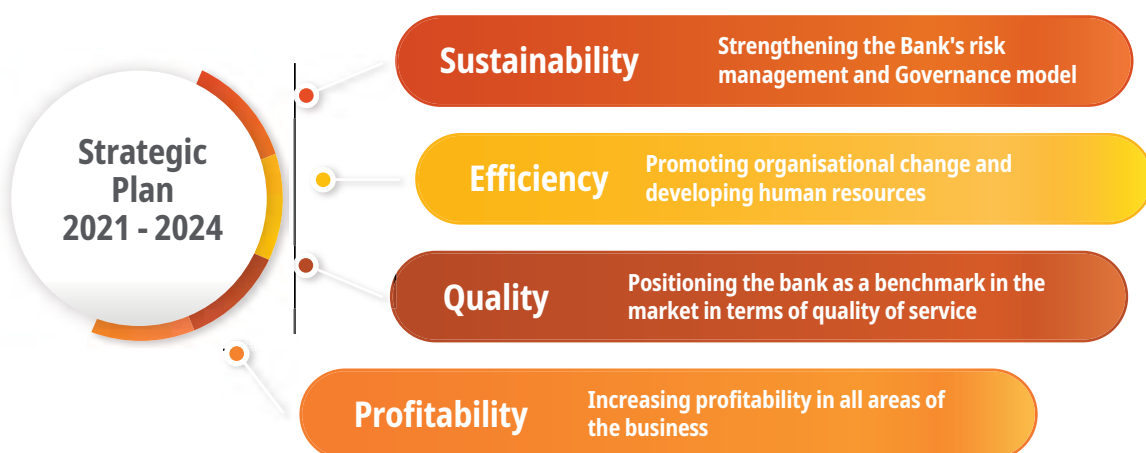 Strategic
Plan
2021 - 2024
Sustainability
Strengthening the Bank's risk
management and Governance model
Efficiency
Promoting organisational change and
developing human resources
Quality
Positioning the bank as a benchmark in the
market in terms of quality of service
Profitability
Increasing profitability in all areas of
the business